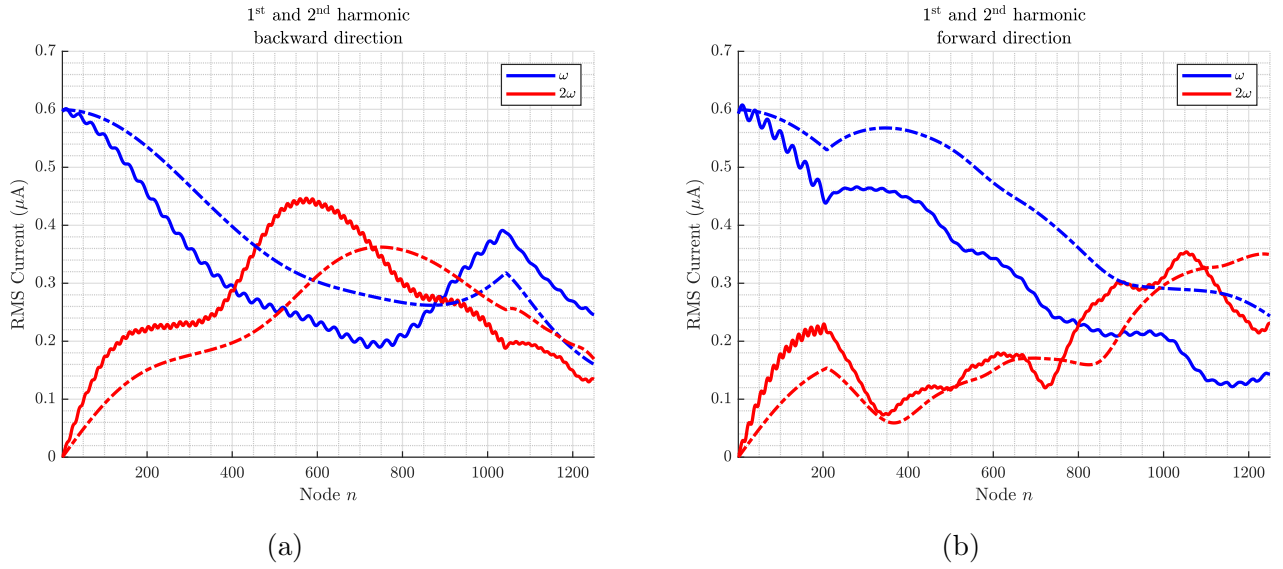 1st and 2nd harmonic
backward direction
0.7
0.6
0.5
0.4
0.3
0.2
0.1
0
RMS Current (μA)
ω
2ω
200
400
600
800
1000
1200
Node n
(a)
1st and 2nd harmonic
forward direction
0.7
0.6
0.5
0.4
0.3
0.2
0.1
0
RMS Current (μA)
ω
2ω
200
400
600
800
1000
1200
Node n
(b)